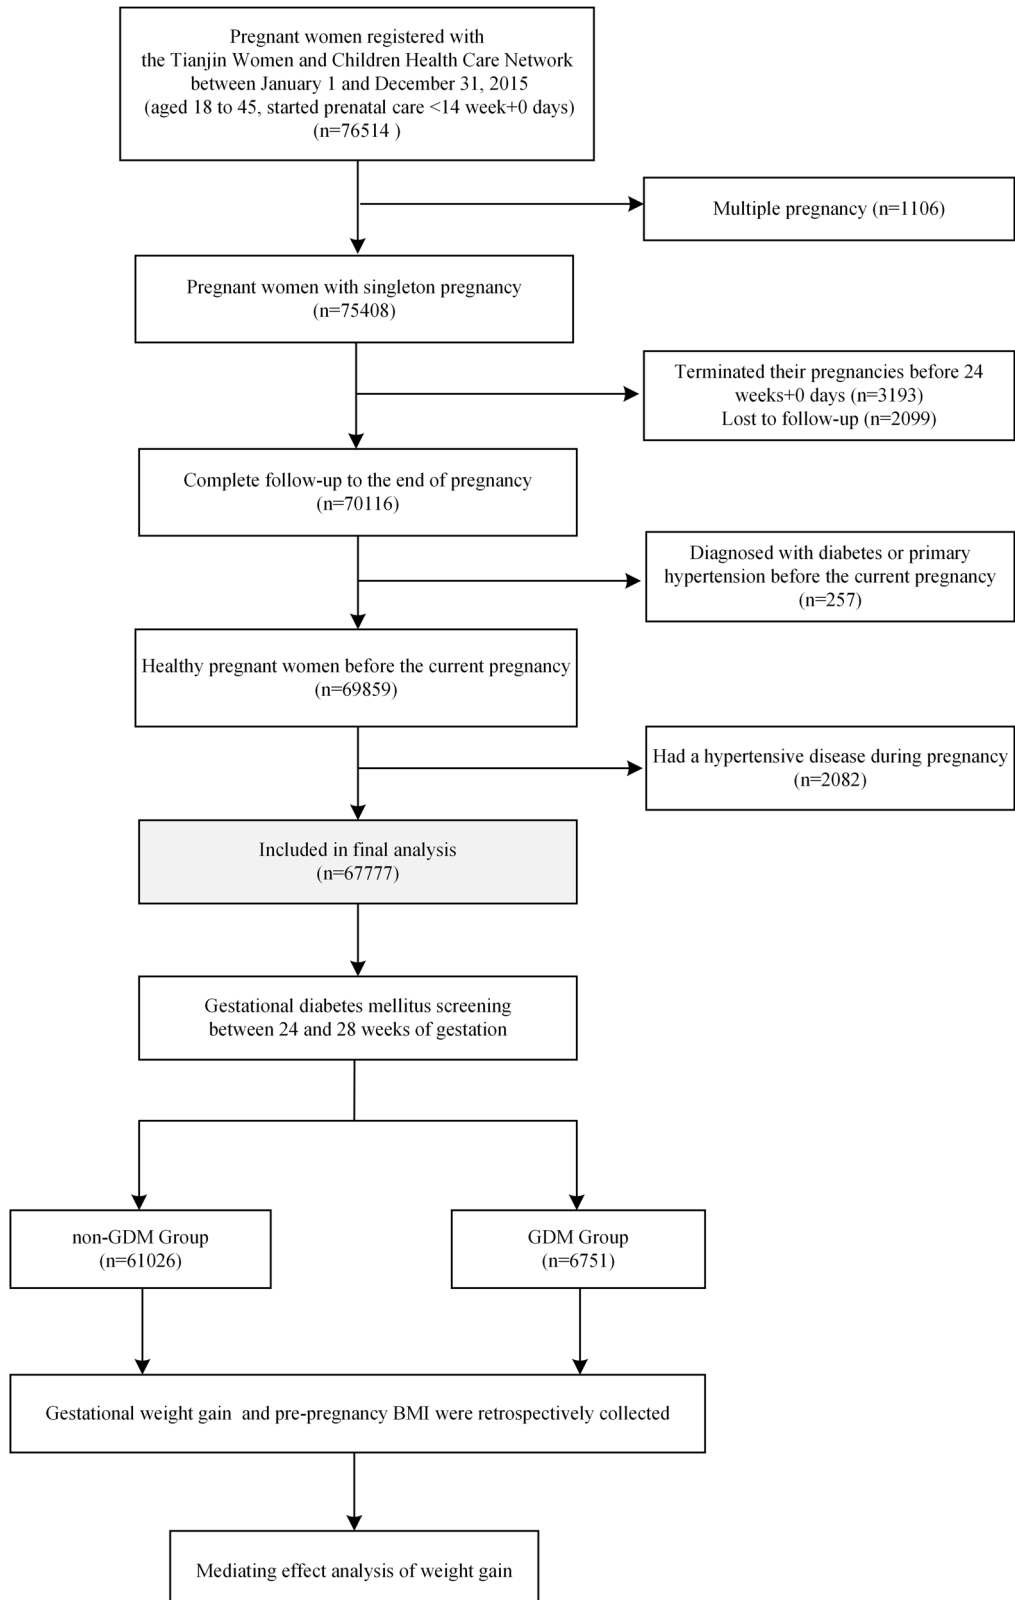 Pregnant women registered with
the Tianjin Women and Children Health Care Network
between January 1 and December 31, 2015
(aged 18 to 45, started prenatal care <14 week+0 days)
(n=76514 )
Multiple pregnancy (n=1106)
Pregnant women with singleton pregnancy
(n=75408)
Terminated their pregnancies before 24
weeks+0 days (n=3193)
Lost to follow-up (n=2099)
Complete follow-up to the end of pregnancy
(n=70116)
Diagnosed with diabetes or primary
hypertension before the current pregnancy
(n=257)
Healthy pregnant women before the current pregnancy
(n=69859)
Had a hypertensive disease during pregnancy
(n=2082)
Included in final analysis
(n=67777)
Gestational diabetes mellitus screening
between 24 and 28 weeks of gestation
non-GDM Group
(n=61026)
GDM Group
(n=6751)
Gestational weight gain  and pre-pregnancy BMI were retrospectively collected
Mediating effect analysis of weight gain